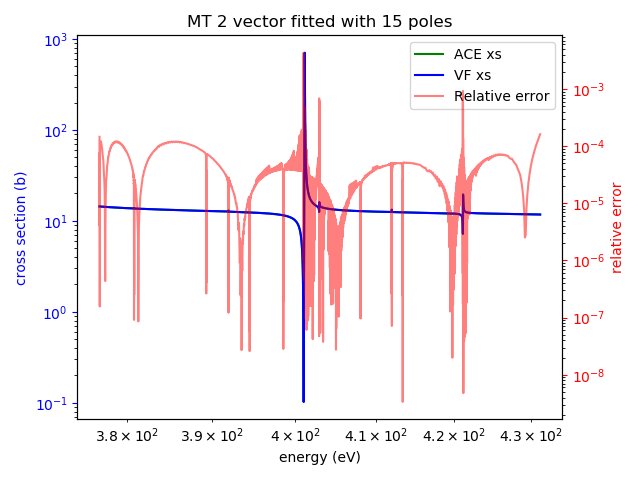 MT 2 vector fitted with 15 poles
ACE xs
VF xs
Relative error
cross section (b)
10³
10²
10¹
10⁰
10⁻¹
relative error
10⁻³
10⁻⁴
10⁻⁵
10⁻⁶
10⁻⁷
10⁻⁸
3.8 × 10² 3.9 × 10² 4 × 10² 4.1 × 10² 4.2 × 10² 4.3 × 10²
energy (eV)